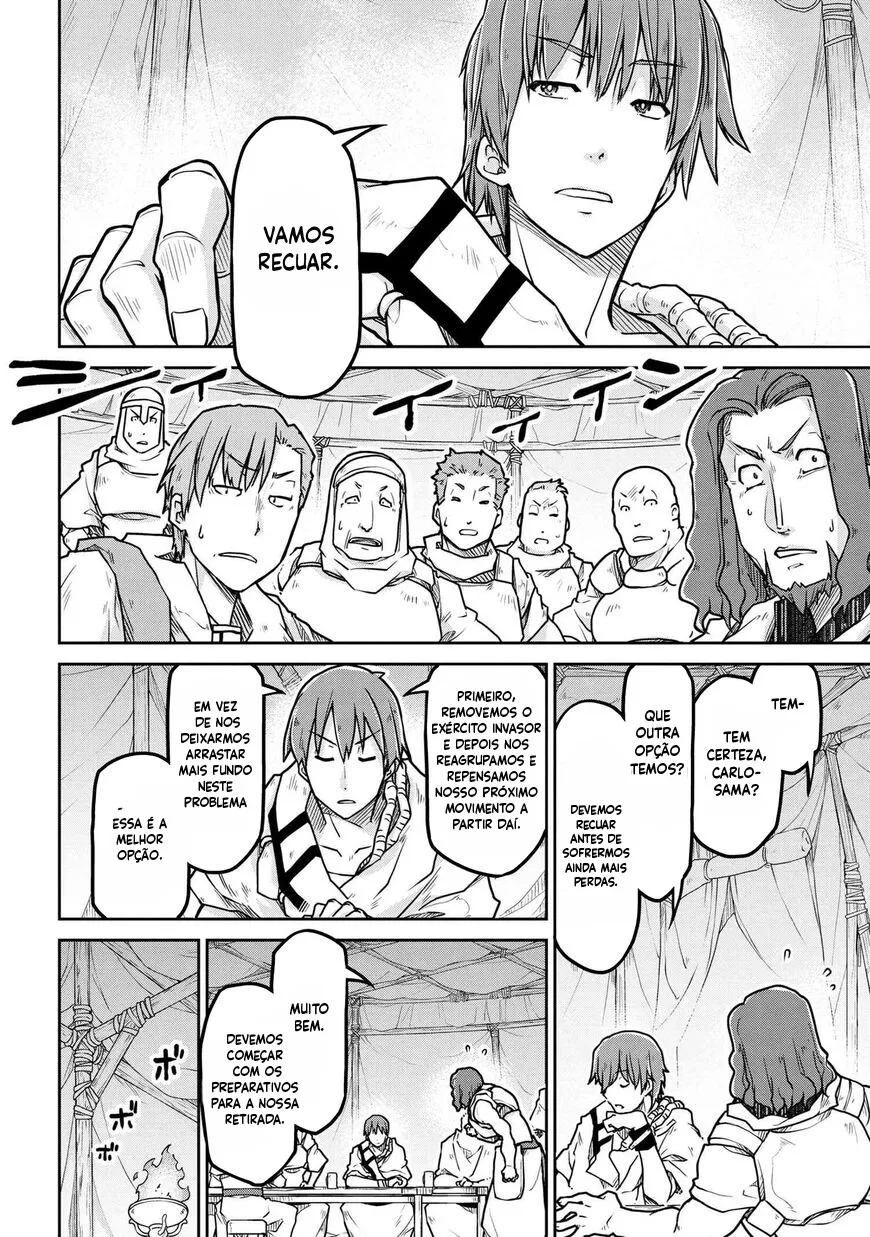 VAMOS
RECUAR.
シィイィン
TEM-
TEM
CERTEZA,
CARLO-
SAMA?
QUE
OUTRA
OPÇÃO
TEMOS?
DEVEMOS
RECUAR
ANTES DE
SOFRERMOS
AINDA MAIS
PERDAS.
PRIMEIRO,
REMOVEMOS O
EXÉRCITO INVASOR
E DEPOIS NOS
REAGRUPAMOS E
REPENSAMOS
NOSSO PRÓXIMO
MOVIMENTO A
PARTIR DAÍ.
EM VEZ
DE NOS
DEIXARMOS
ARRASTAR
MAIS FUNDO
NESTE
PROBLEMA
ESSA É A
MELHOR
OPÇÃO.
MUITO
BEM.
DEVEMOS
COMEÇAR
COM OS
PREPARATIVOS
PARA A NOSSA
RETIRADA.
ボボ